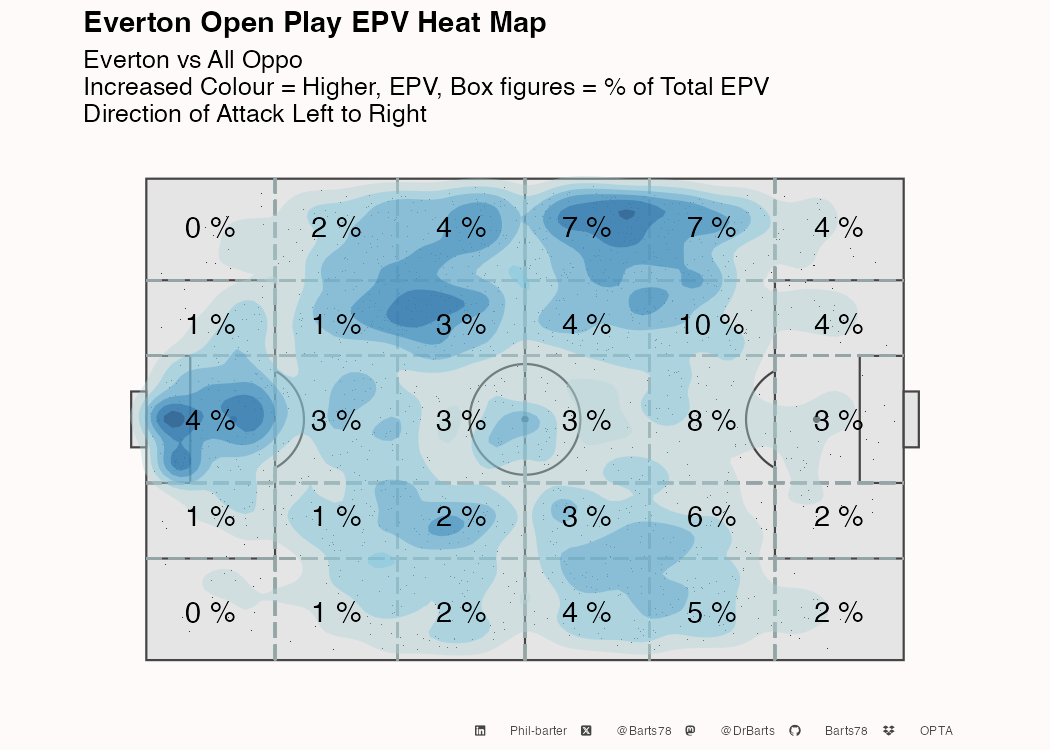 Everton Open Play EPV Heat Map
Everton vs All Oppo
Increased Colour = Higher, EPV, Box figures = % of Total EPV
Direction of Attack Left to Right
0 % 2 % 4 % 7 % 7 % 4 %
1 % 1 % 3 % 4 % 10 % 4 %
4 % 3 % 3 % 3 % 8 % 8 %
1 % 1 % 2 % 3 % 6 % 2 %
0 % 1 % 2 % 4 % 5 % 2 %
Phil-barter @Barts78 @DrBarts Barts78 OPTA